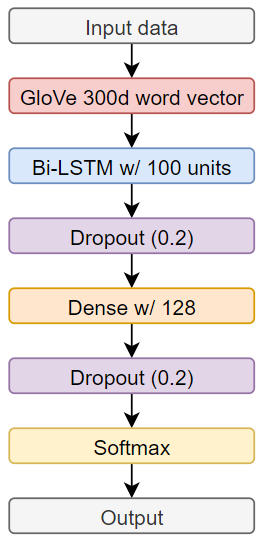 Input data
GloVe 300d word vector
Bi-LSTM w/ 100 units
Dropout (0.2)
Dense w/ 128
Dropout (0.2)
Softmax
Output